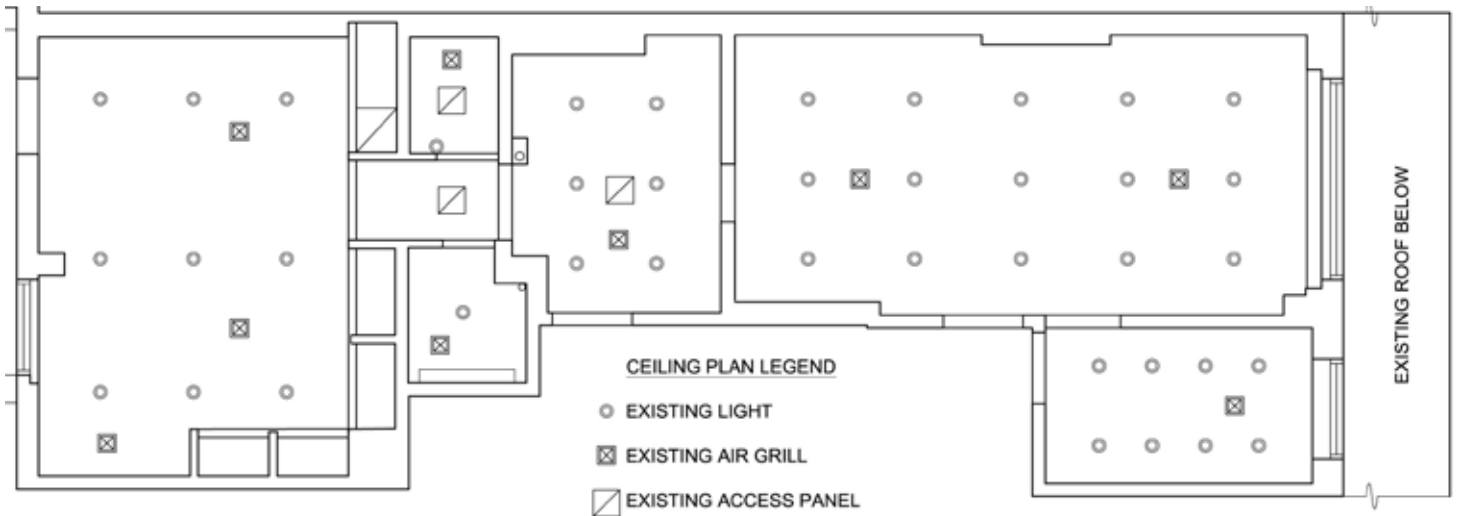 CEILING PLAN LEGEND
EXISTING LIGHT
EXISTING AIR GRILL
EXISTING ACCESS PANEL
EXISTING ROOF BELOW